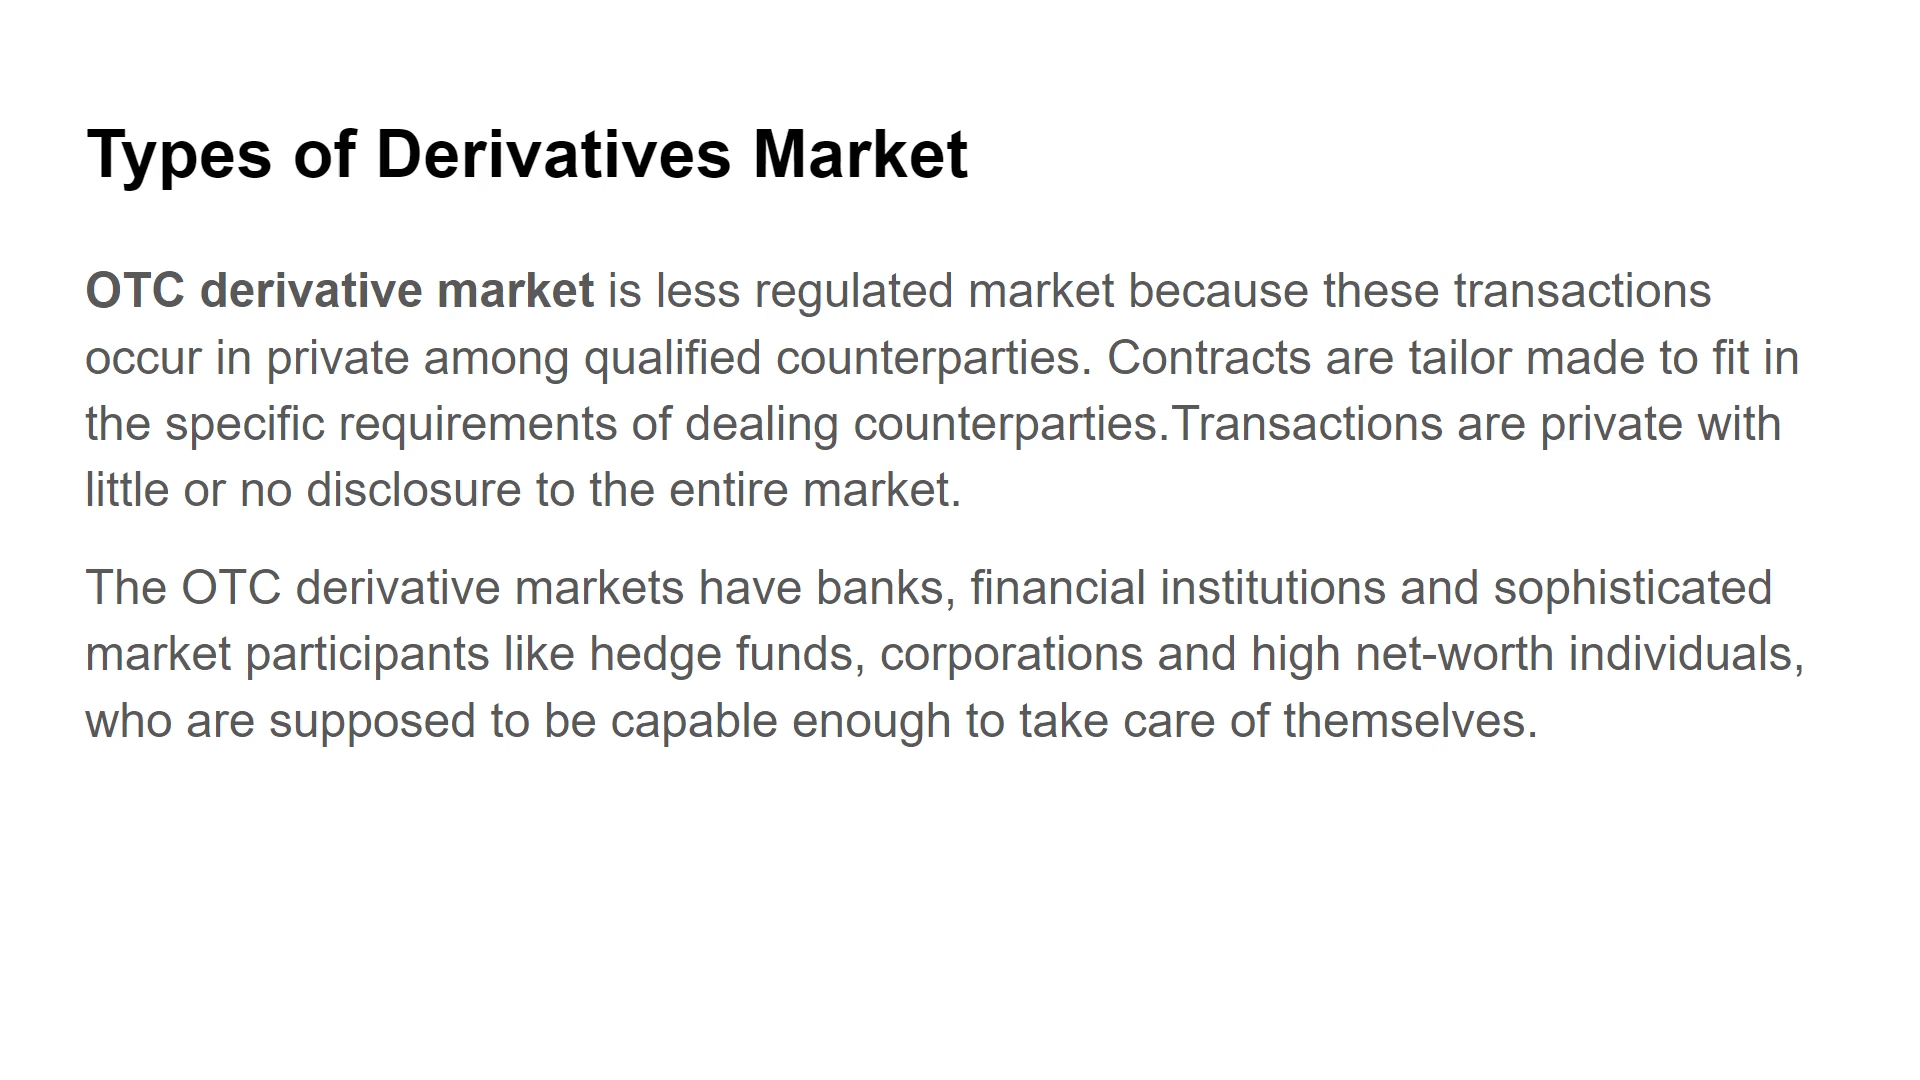 Types of Derivatives Market
OTC derivative market is less regulated market because these transactions
occur in private among qualified counterparties. Contracts are tailor made to fit in
the specific requirements of dealing counterparties.Transactions are private with
little or no disclosure to the entire market.
The OTC derivative markets have banks, financial institutions and sophisticated
market participants like hedge funds, corporations and high net-worth individuals,
who are supposed to be capable enough to take care of themselves.